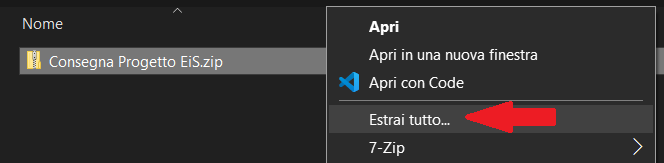 Nome
Consegna Progetto EiS.zip
Apri
Apri in una nuova finestra
Apri con Code
Estrai tutto...
7-Zip